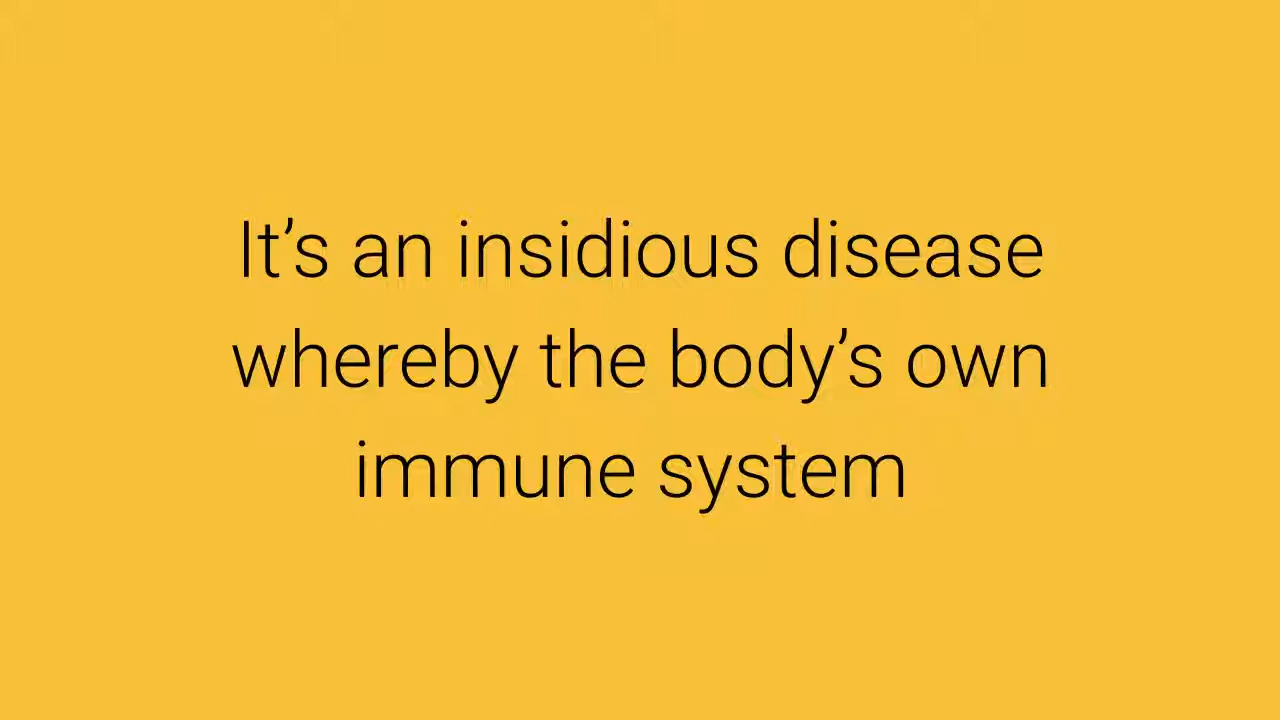 It’s an insidious disease
whereby the body’s own
immune system